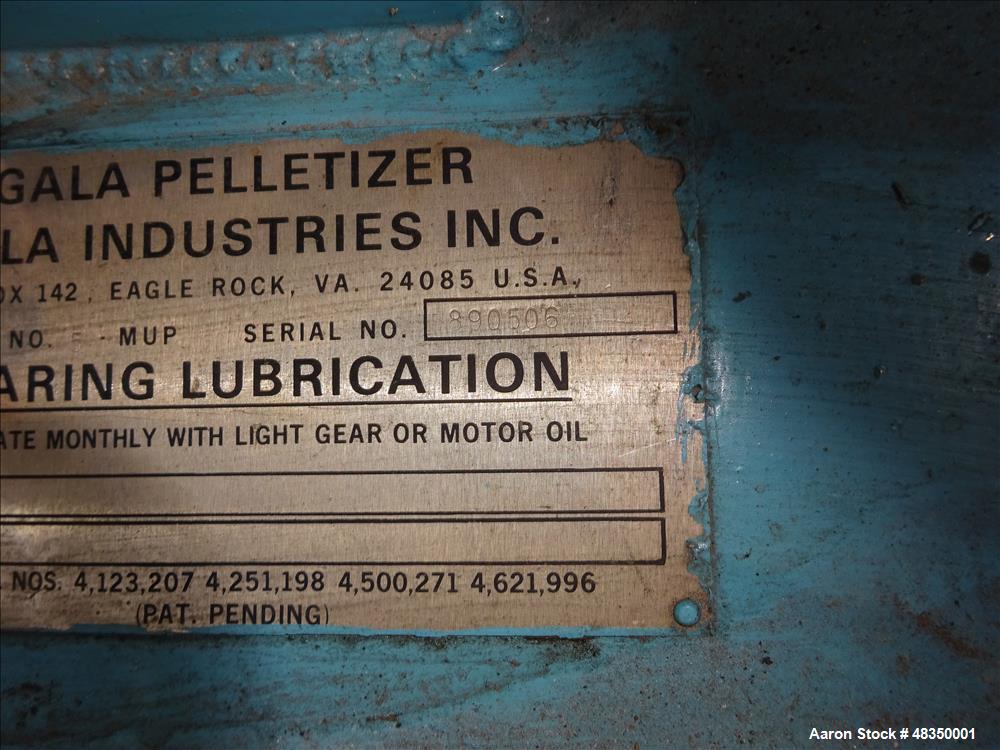 GALA PELLETIZER
LA INDUSTRIES INC.
OX 142, EAGLE ROCK, VA. 24085 U.S.A.,
NO. - MUP SERIAL NO. 890506
ARING LUBRICATION
ATE MONTHLY WITH LIGHT GEAR OR MOTOR OIL
NOS. 4,123,207 4,251,198 4,500,271 4,621,996
(PAT. PENDING)
Aaron Stock # 48350001